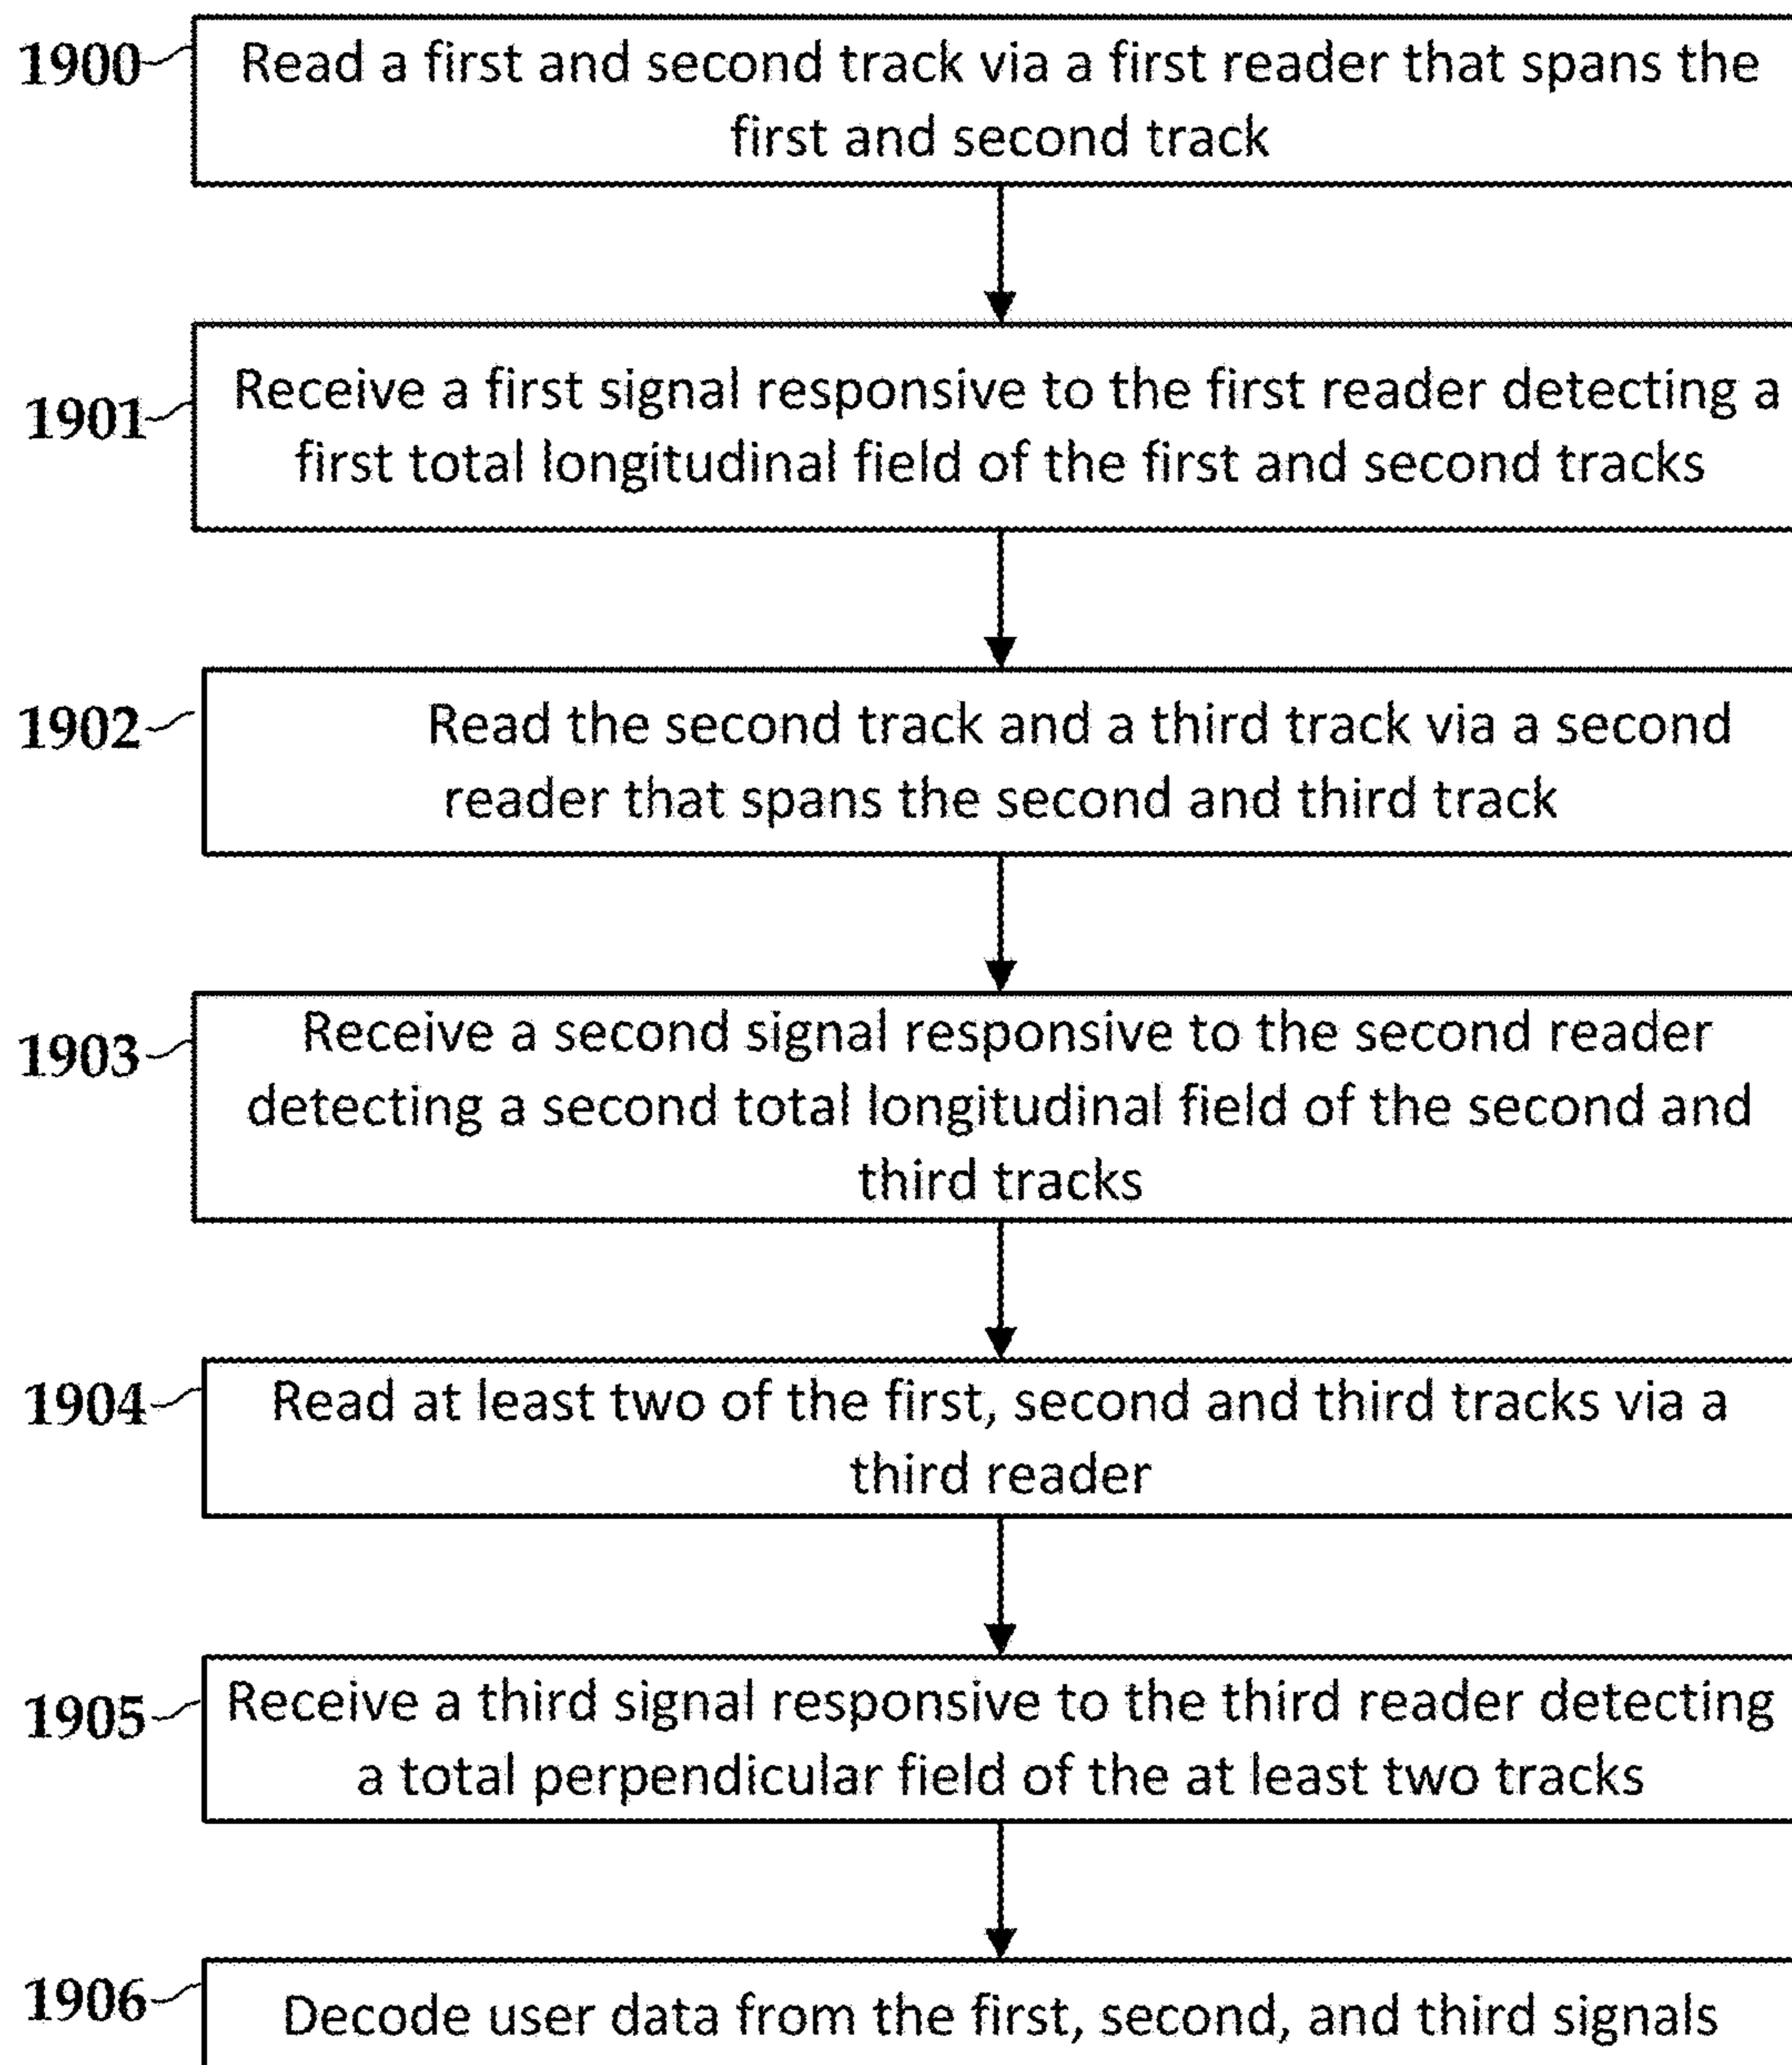 1900
Read a first and second track via a first reader that spans the
first and second track
1901
Receive a first signal responsive to the first reader detecting a
first total longitudinal field of the first and second tracks
1902
Read the second track and a third track via a second
reader that spans the second and third track
1903
Receive a second signal responsive to the second reader
detecting a second total longitudinal field of the second and
third tracks
1904
Read at least two of the first, second and third tracks via a
third reader
1905
Receive a third signal responsive to the third reader detecting
a total perpendicular field of the at least two tracks
1906
Decode user data from the first, second, and third signals